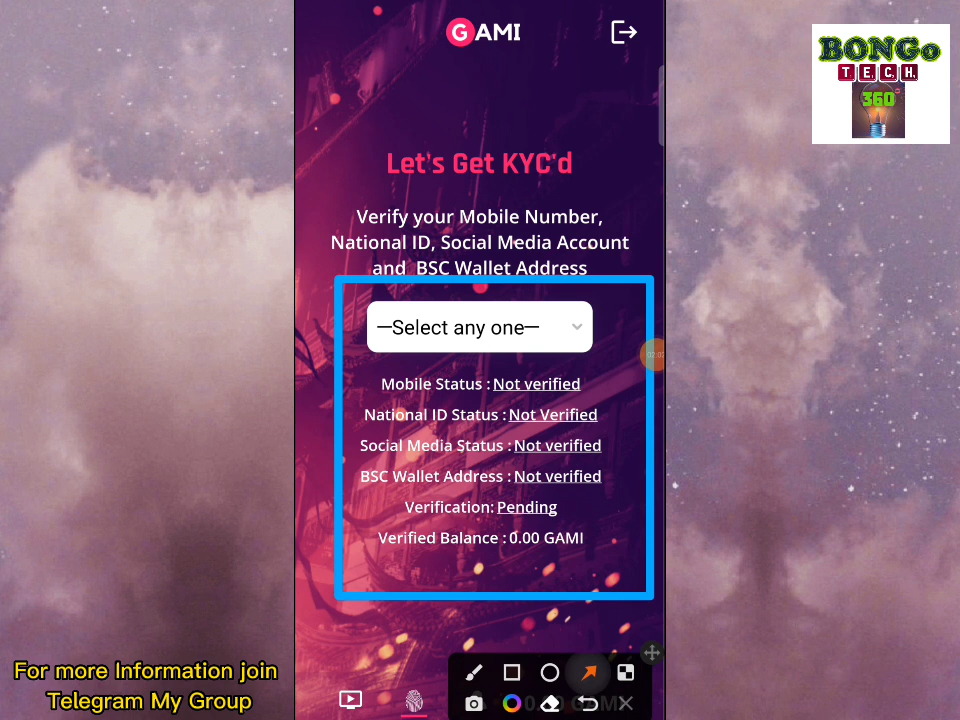 GAMI
BONGo
T.E.C.H.
360°
Let's Get KYC'd
Verify your Mobile Number,
National ID, Social Media Account
and BSC Wallet Address
—Select any one—
02:02
Mobile Status : Not verified
National ID Status : Not Verified
Social Media Status : Not verified
BSC Wallet Address : Not verified
Verification: Pending
Verified Balance : 0.00 GAMI
For more Information join
Telegram My Group